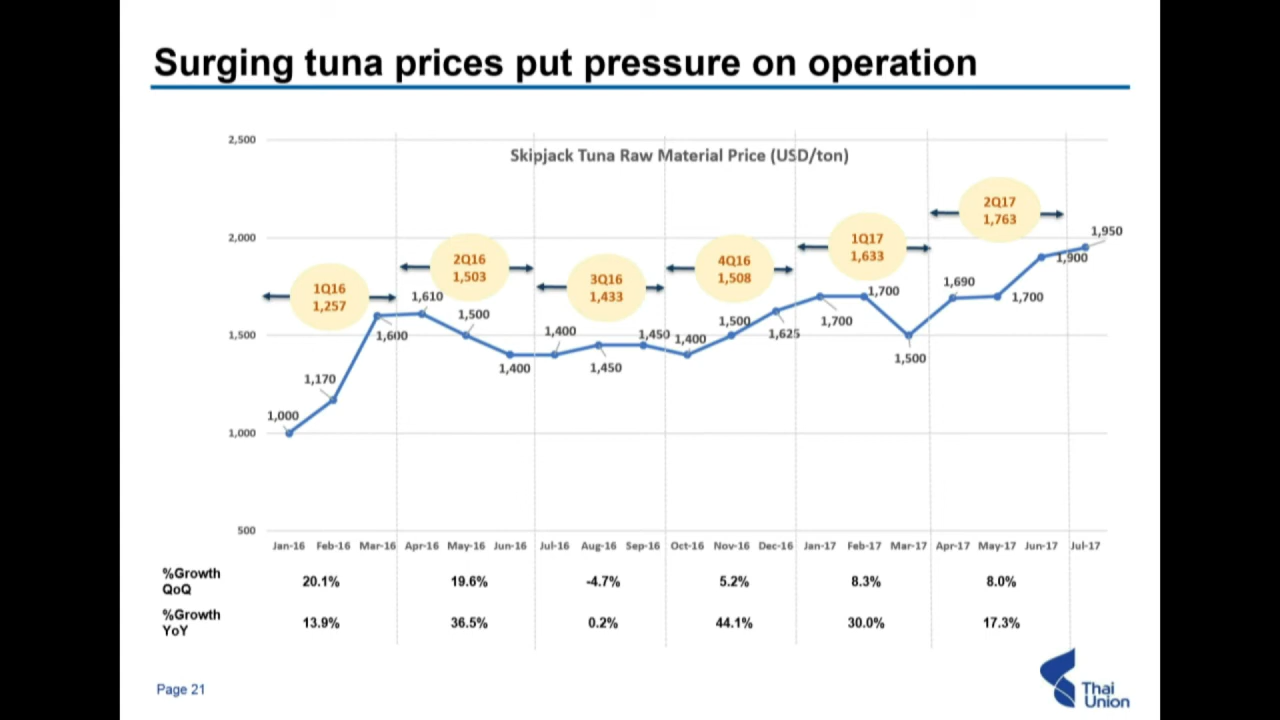 Surging tuna prices put pressure on operation
Skipjack Tuna Raw Material Price (USD/ton)
2,500
2,000
1,500
1,000
500
1Q16
1,257
2Q16
1,503
3Q16
1,433
4Q16
1,508
1Q17
1,633
2Q17
1,763
1,000
1,170
1,600
1,610
1,500
1,400
1,400
1,450
1,450
1,400
1,500
1,625
1,700
1,700
1,500
1,690
1,700
1,900
1,950
Jan-16 Feb-16 Mar-16 Apr-16 May-16 Jun-16 Jul-16 Aug-16 Sep-16 Oct-16 Nov-16 Dec-16 Jan-17 Feb-17 Mar-17 Apr-17 May-17 Jun-17 Jul-17
%Growth
QoQ
20.1% 19.6% -4.7% 5.2% 8.3% 8.0%
%Growth
YoY
13.9% 36.5% 0.2% 44.1% 30.0% 17.3%
Page 21
Thai
Union